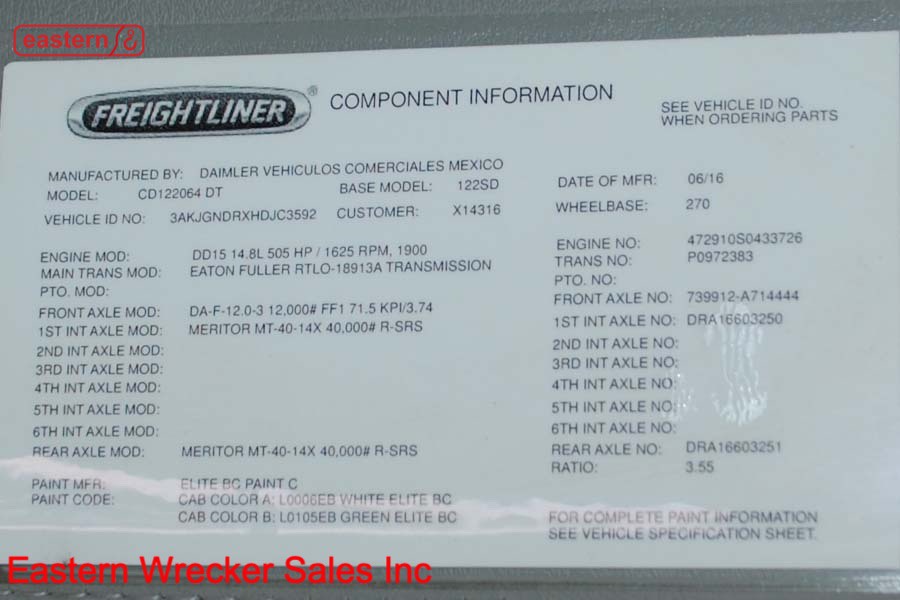 eastern
FREIGHTLINER ® COMPONENT INFORMATION
SEE VEHICLE ID NO.
WHEN ORDERING PARTS
MANUFACTURED BY: DAIMLER VEHICULOS COMERCIALES MEXICO
MODEL: CD122064 DT BASE MODEL: 122SD
VEHICLE ID NO: 3AKJGNDRXHDJC3592 CUSTOMER: X14316
DATE OF MFR: 06/16
WHEELBASE: 270
ENGINE MOD: DD15 14.8L 505 HP / 1625 RPM, 1900
MAIN TRANS MOD: EATON FULLER RTLO-18913A TRANSMISSION
PTO. MOD:
FRONT AXLE MOD: DA-F-12.0-3 12,000# FF1 71.5 KPI/3.74
1ST INT AXLE MOD: MERITOR MT-40-14X 40,000# R-SRS
2ND INT AXLE MOD:
3RD INT AXLE MOD:
4TH INT AXLE MOD:
5TH INT AXLE MOD:
6TH INT AXLE MOD:
REAR AXLE MOD: MERITOR MT-40-14X 40,000# R-SRS
ENGINE NO: 472910S0433726
TRANS NO: P0972383
PTO. NO:
FRONT AXLE NO: 739912-A714444
1ST INT AXLE NO: DRA16603250
2ND INT AXLE NO:
3RD INT AXLE NO:
4TH INT AXLE NO:
5TH INT AXLE NO:
6TH INT AXLE NO:
REAR AXLE NO: DRA16603251
RATIO: 3.55
PAINT MFR: ELITE BC PAINT C
PAINT CODE: CAB COLOR A: L0006EB WHITE ELITE BC
CAB COLOR B: L0105EB GREEN ELITE BC
FOR COMPLETE PAINT INFORMATION
SEE VEHICLE SPECIFICATION SHEET.
Eastern Wrecker Sales Inc